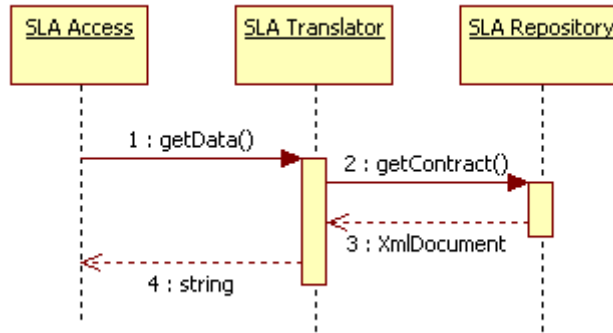 SLA Access
SLA Translator
SLA Repository
1 : getData()
2 : getContract()
3 : XmlDocument
4 : string